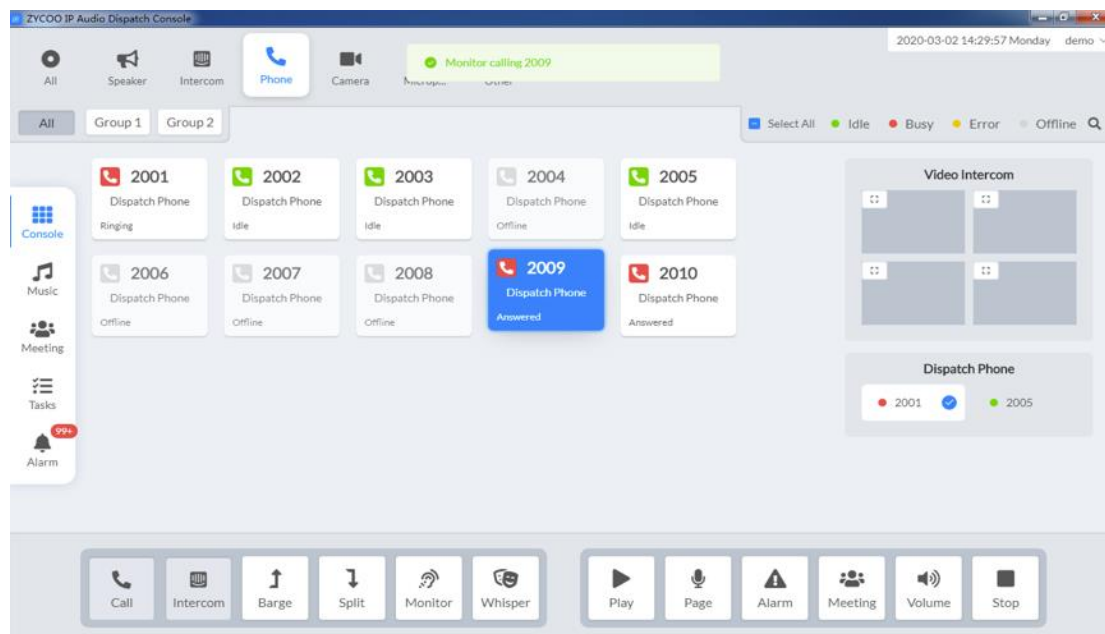 ZYCOO IP Audio Dispatch Console
2020-03-02 14:29:57 Monday demo
All Speaker Intercom Phone Camera
Monitor calling 2009
All Group 1 Group 2
Select All Idle Busy Error Offline
2001 2002 2003 2004 2005
Dispatch Phone Dispatch Phone Dispatch Phone Dispatch Phone Dispatch Phone
Ringing Idle Idle Offline Idle
2006 2007 2008 2009 2010
Dispatch Phone Dispatch Phone Dispatch Phone Dispatch Phone Dispatch Phone
Offline Offline Offline Answered Answered
Console
Music
Meeting
Tasks
99+
Alarm
Video Intercom
Dispatch Phone
2001 2005
Call Intercom Barge Split Monitor Whisper
Play Page Alarm Meeting Volume Stop